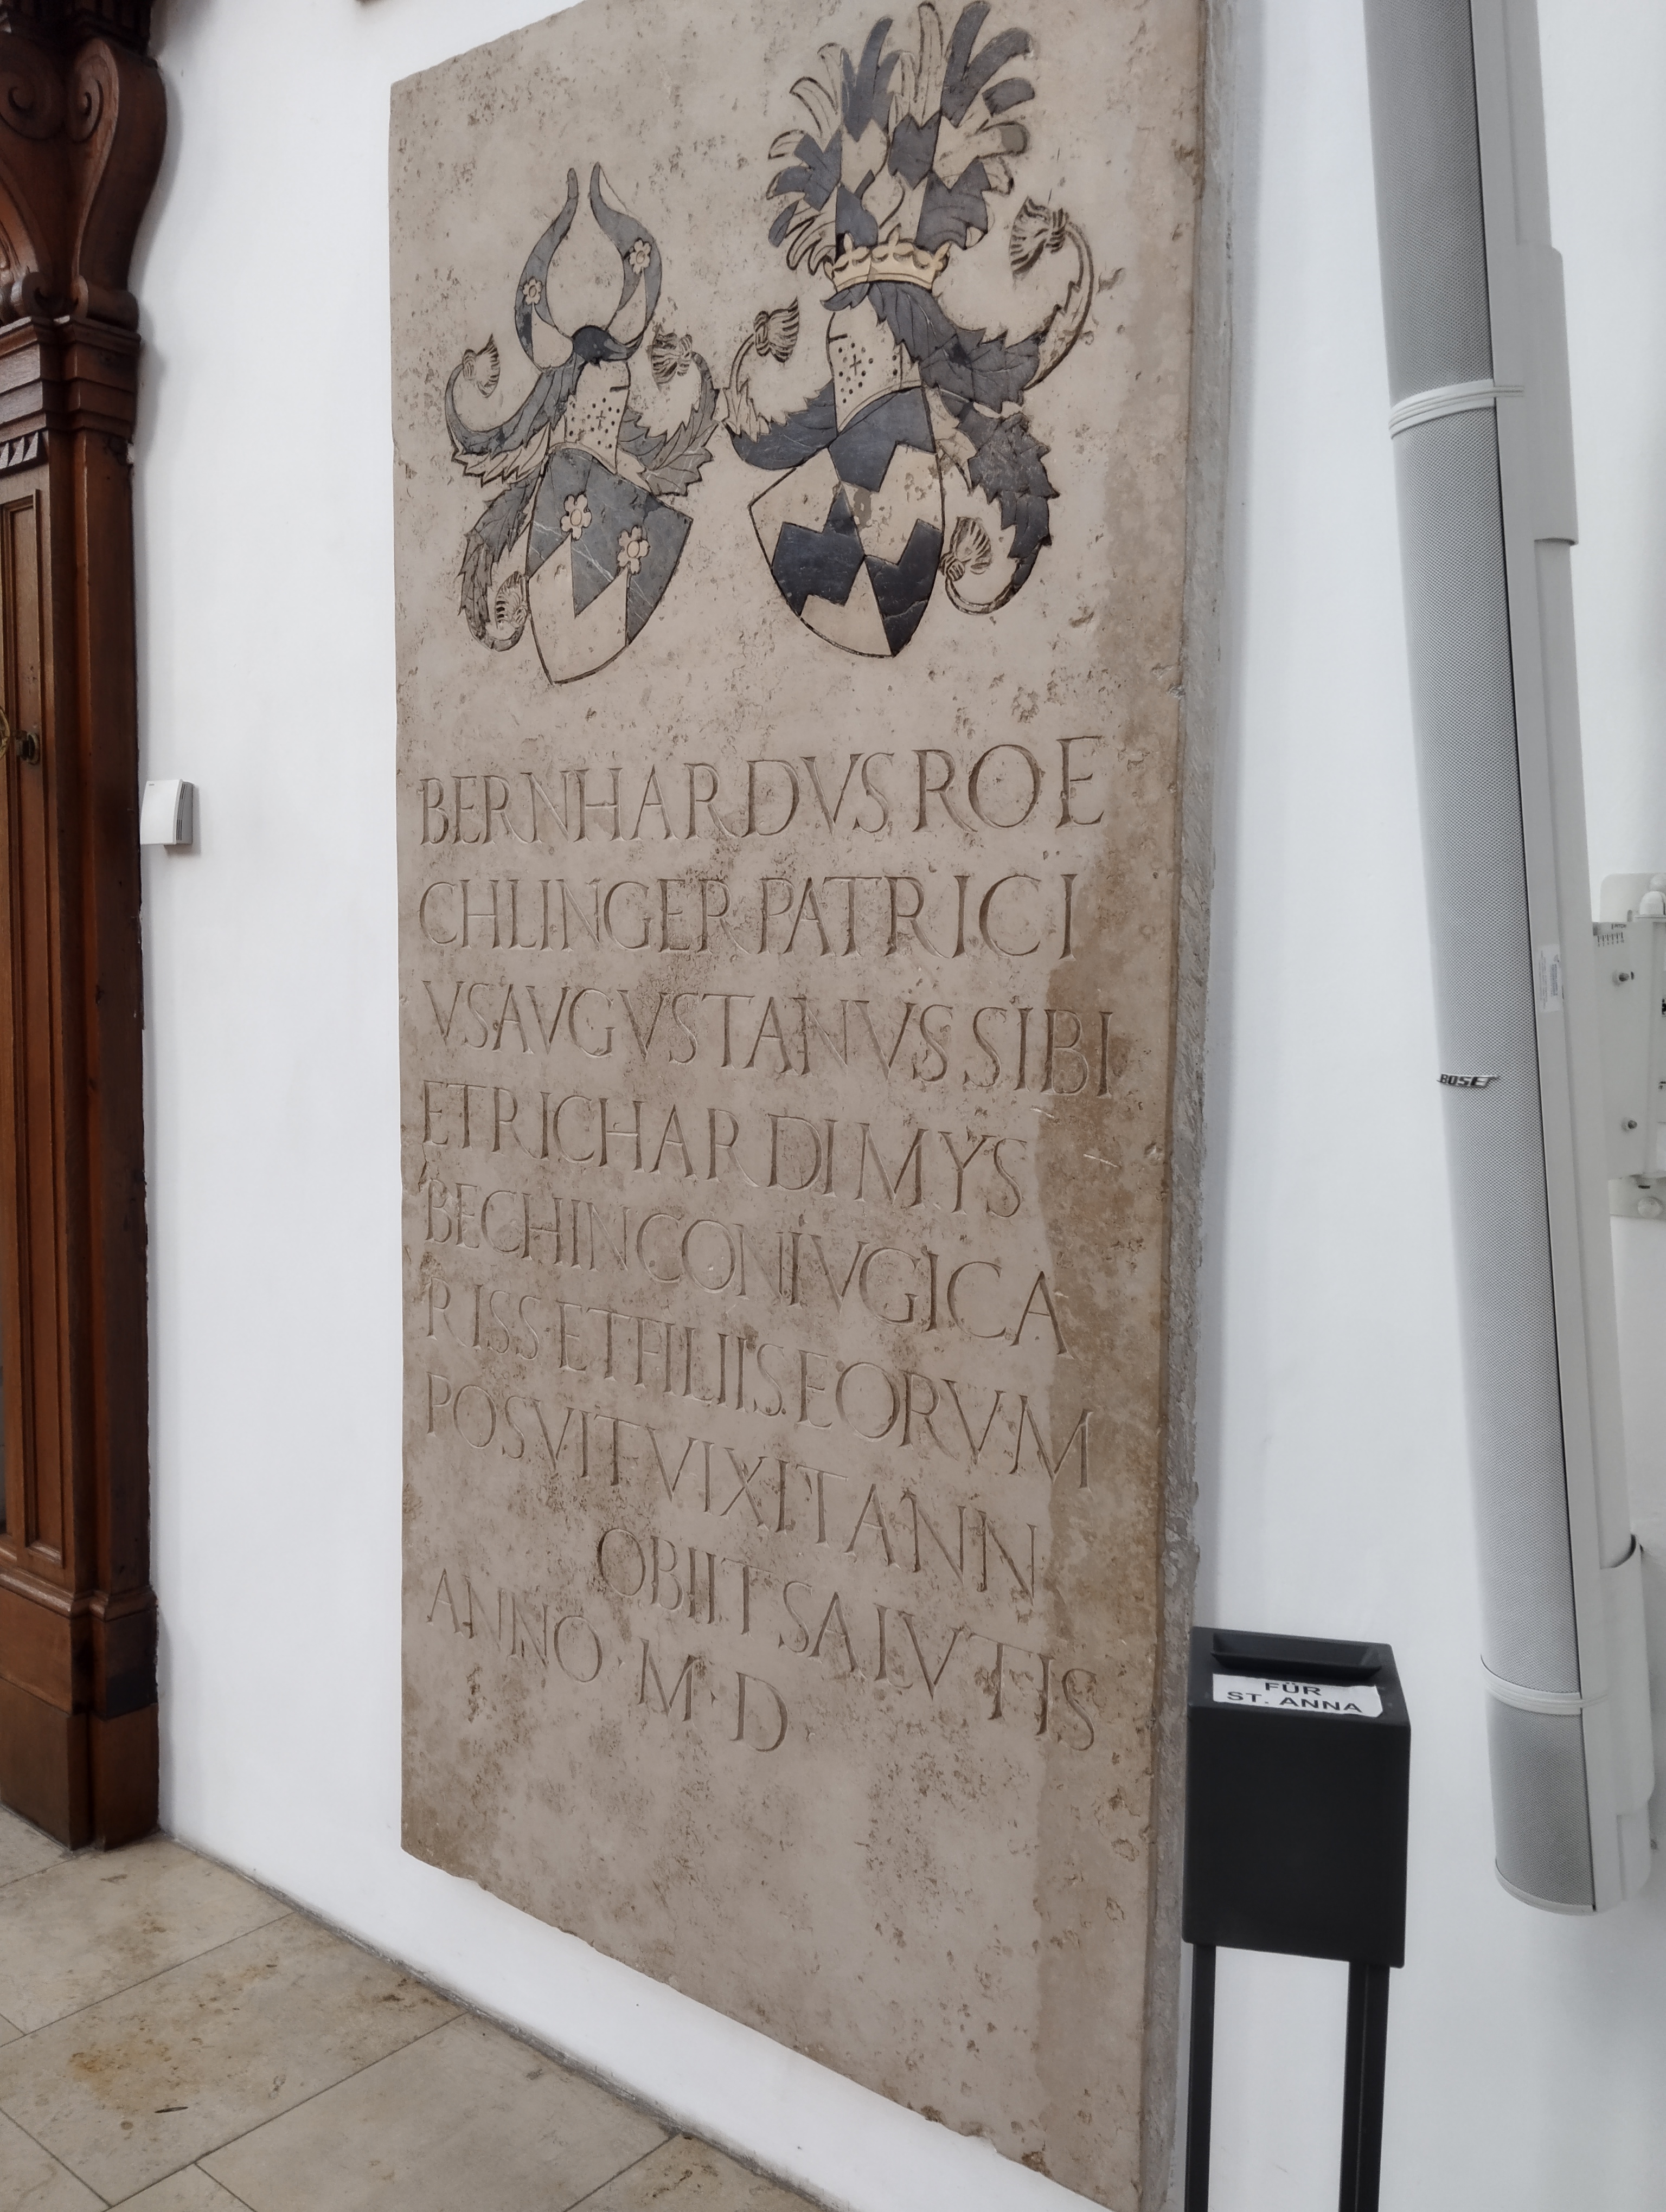 BERNHARDVS ROE
CHLINGER PATRICI
VS AVGVSTANVS SIBI
ET RICHARDI MYS
BECHIN CONIVGI CA
RISS ET FILIIS EORVM
POSVIT VIXIT ANN
OBIIT SALVTIS
ANNO · M · D
BOSE
FÜR
ST. ANNA